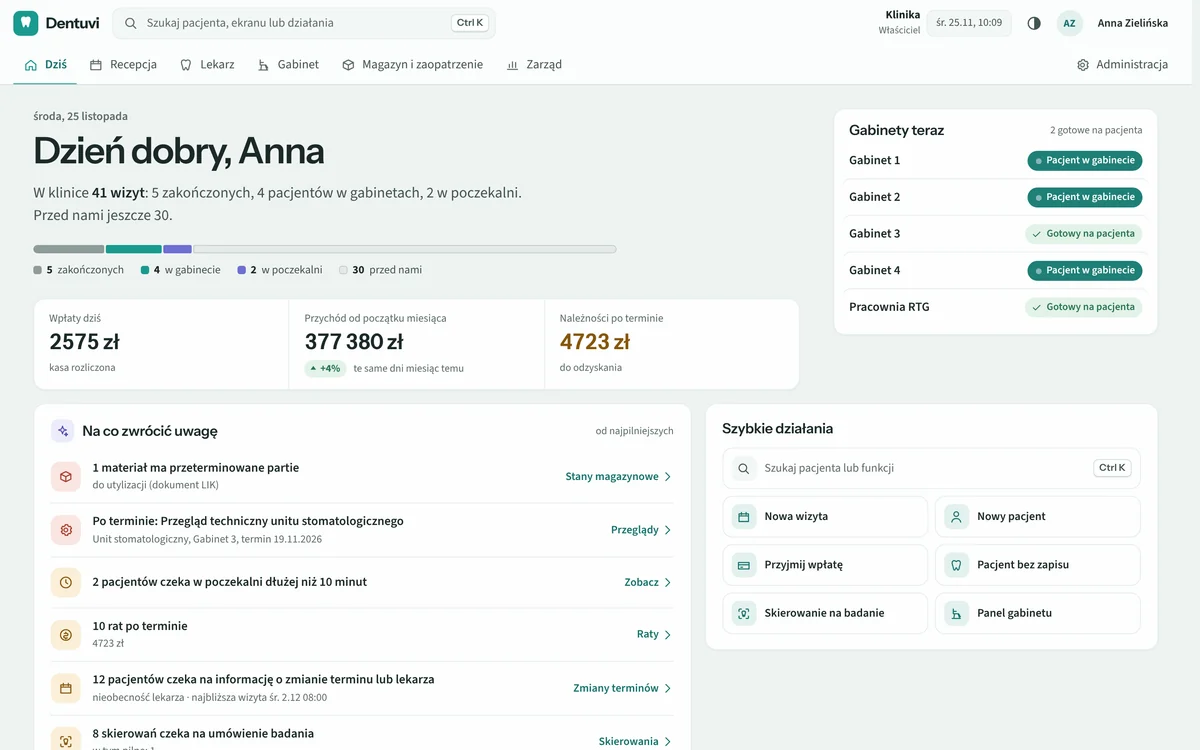 Dentuvi
Szukaj pacjenta, ekranu lub działania
Ctrl K
Klinika
Właściciel
śr. 25.11, 10:09
AZ
Anna Zielińska
Dziś
Recepcja
Lekarz
Gabinet
Magazyn i zaopatrzenie
Zarząd
Administracja
środa, 25 listopada
Dzień dobry, Anna
W klinice 41 wizyt: 5 zakończonych, 4 pacjentów w gabinetach, 2 w poczekalni.
Przed nami jeszcze 30.
5 zakończonych
4 w gabinecie
2 w poczekalni
30 przed nami
Gabinety teraz
2 gotowe na pacjenta
Gabinet 1
Pacjent w gabinecie
Gabinet 2
Pacjent w gabinecie
Gabinet 3
Gotowy na pacjenta
Gabinet 4
Pacjent w gabinecie
Pracownia RTG
Gotowy na pacjenta
Wpłaty dziś
2575 zł
kasa rozliczona
Przychód od początku miesiąca
377 380 zł
+4%
te same dni miesiąc temu
Należności po terminie
4723 zł
do odzyskania
Na co zwrócić uwagę
od najpilniejszych
1 materiał ma przeterminowane partie
do utylizacji (dokument LIK)
Stany magazynowe
Po terminie: Przegląd techniczny unitu stomatologicznego
Unit stomatologiczny, Gabinet 3, termin 19.11.2026
Przeglądy
2 pacjentów czeka w poczekalni dłużej niż 10 minut
Zobacz
10 rat po terminie
4723 zł
Raty
12 pacjentów czeka na informację o zmianie terminu lub lekarza
nieobecność lekarza · najbliższa wizyta śr. 2.12 08:00
Zmiany terminów
8 skierowań czeka na umówienie badania
Skierowania
Szybkie działania
Szukaj pacjenta lub funkcji
Ctrl K
Nowa wizyta
Nowy pacjent
Przyjmij wpłatę
Pacjent bez zapisu
Skierowanie na badanie
Panel gabinetu